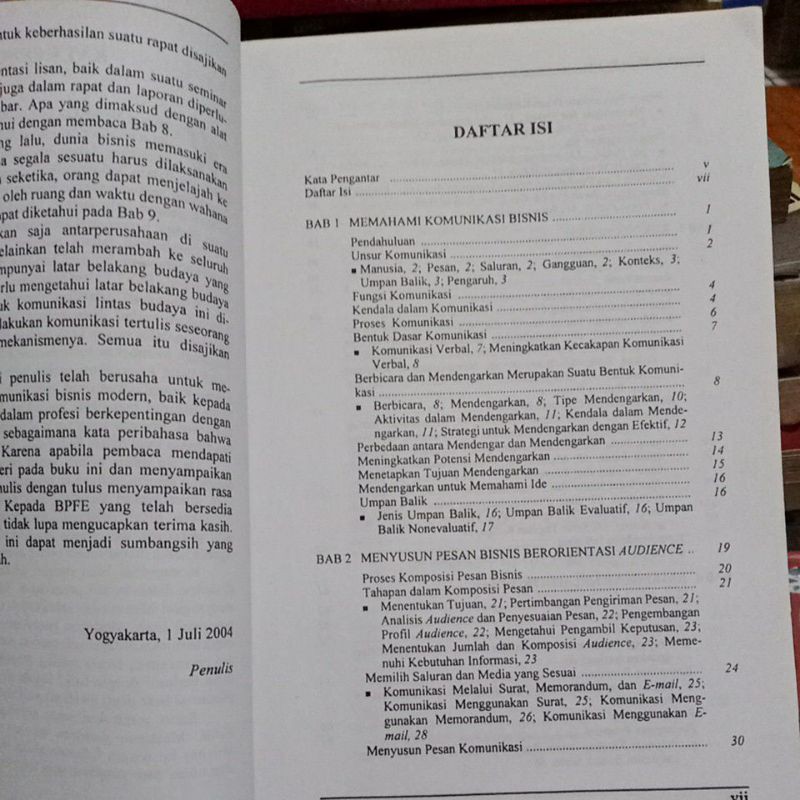 tuk keberhasilan suatu rapat disajikan
ntasi lisan, baik dalam suatu seminar
juga dalam rapat dan laporan diperlu-
bar. Apa yang dimaksud dengan alat
hui dengan membaca Bab 8.
ng lalu, dunia bisnis memasuki era
a segala sesuatu harus dilaksanakan
seketika, orang dapat menjelajah ke
oleh ruang dan waktu dengan wahana
pat diketahui pada Bab 9.
kan saja antarperusahaan di suatu
elainkan telah merambah ke seluruh
mpunyai latar belakang budaya yang
rlu mengetahui latar belakang budaya
uk komunikasi lintas budaya ini di-
lakukan komunikasi tertulis seseorang
mekanismenya. Semua itu disajikan
i penulis telah berusaha untuk me-
munikasi bisnis modern, baik kepada
dalam profesi berkepentingan dengan
sebagaimana kata peribahasa bahwa
Karena apabila pembaca mendapati
eri pada buku ini dan menyampaikan
nulis dengan tulus menyampaikan rasa
Kepada BPFE yang telah bersedia
tidak lupa mengucapkan terima kasih.
ini dapat menjadi sumbangsih yang
h.
Yogyakarta, 1 Juli 2004
Penulis
DAFTAR ISI
Kata Pengantar .......... v
Daftar Isi .......... vii
BAB 1 MEMAHAMI KOMUNIKASI BISNIS .......... 1
Pendahuluan .......... 1
Unsur Komunikasi .......... 2
▪ Manusia, 2; Pesan, 2; Saluran, 2; Gangguan, 2; Konteks, 3;
Umpan Balik, 3; Pengaruh, 3
Fungsi Komunikasi .......... 4
Kendala dalam Komunikasi .......... 4
Proses Komunikasi .......... 6
Bentuk Dasar Komunikasi .......... 7
▪ Komunikasi Verbal, 7; Meningkatkan Kecakapan Komunikasi
Verbal, 8
Berbicara dan Mendengarkan Merupakan Suatu Bentuk Komuni-
kasi .......... 8
▪ Berbicara, 8; Mendengarkan, 8; Tipe Mendengarkan, 10;
Aktivitas dalam Mendengarkan, 11; Kendala dalam Mende-
ngarkan, 11; Strategi untuk Mendengarkan dengan Efektif, 12
Perbedaan antara Mendengar dan Mendengarkan .......... 13
Meningkatkan Potensi Mendengarkan .......... 14
Menetapkan Tujuan Mendengarkan .......... 15
Mendengarkan untuk Memahami Ide .......... 16
Umpan Balik .......... 16
▪ Jenis Umpan Balik, 16; Umpan Balik Evaluatif, 16; Umpan
Balik Nonevaluatif, 17
BAB 2 MENYUSUN PESAN BISNIS BERORIENTASI AUDIENCE .. 19
Proses Komposisi Pesan Bisnis .......... 20
Tahapan dalam Komposisi Pesan .......... 21
▪ Menentukan Tujuan, 21; Pertimbangan Pengiriman Pesan, 21;
Analisis Audience dan Penyesuaian Pesan, 22; Pengembangan
Profil Audience, 22; Mengetahui Pengambil Keputusan, 23;
Menentukan Jumlah dan Komposisi Audience, 23; Meme-
nuhi Kebutuhan Informasi, 23
Memilih Saluran dan Media yang Sesuai .......... 24
▪ Komunikasi Melalui Surat, Memorandum, dan E-mail, 25;
Komunikasi Menggunakan Surat, 25; Komunikasi Meng-
gunakan Memorandum, 26; Komunikasi Menggunakan E-
mail, 28
Menyusun Pesan Komunikasi .......... 30
vii